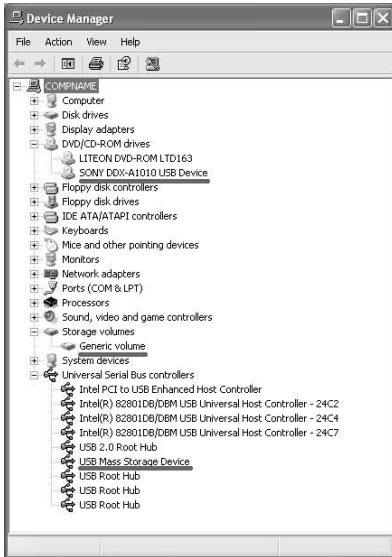 Device Manager
File Action View Help
COMPNAME
Computer
Disk drives
Display adapters
DVD/CD-ROM drives
LITEON DVD-ROM LTD163
SONY DDX-A1010 USB Device
Floppy disk controllers
Floppy disk drives
IDE ATA/ATAPI controllers
Keyboards
Mice and other pointing devices
Monitors
Network adapters
Ports (COM & LPT)
Processors
Sound, video and game controllers
Storage volumes
Generic volume
System devices
Universal Serial Bus controllers
Intel PCI to USB Enhanced Host Controller
Intel(R) 82801DB/DBM USB Universal Host Controller - 24C2
Intel(R) 82801DB/DBM USB Universal Host Controller - 24C4
Intel(R) 82801DB/DBM USB Universal Host Controller - 24C7
USB 2.0 Root Hub
USB Mass Storage Device
USB Root Hub
USB Root Hub
USB Root Hub